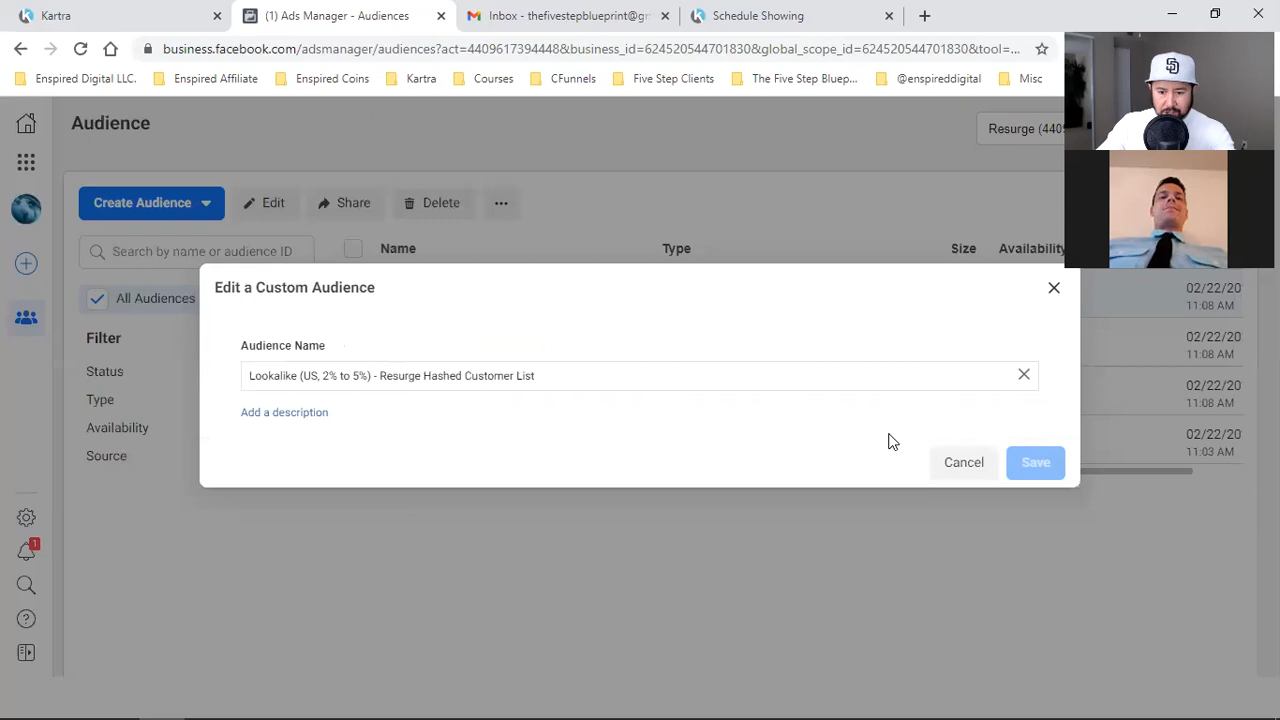 Kartra
(1) Ads Manager - Audiences
Inbox - thefivestepblueprint@gm
Schedule Showing
business.facebook.com/adsmanager/audiences?act=4409617394448&business_id=624520544701830&global_scope_id=624520544701830&tool=...
Enspired Digital LLC.
Enspired Affiliate
Enspired Coins
Kartra
Courses
CFunnels
Five Step Clients
The Five Step Bluep...
@enspireddigital
Misc
Audience
Resurge (440
Create Audience
Edit
Share
Delete
Search by name or audience ID
Name
Type
Size
Availability
All Audiences
Edit a Custom Audience
02/22/20
11:08 AM
Filter
Audience Name
02/22/20
11:08 AM
Status
Lookalike (US, 2% to 5%) - Resurge Hashed Customer List
02/22/20
11:08 AM
Type
Add a description
Availability
02/22/20
11:03 AM
Source
Cancel
Save
1